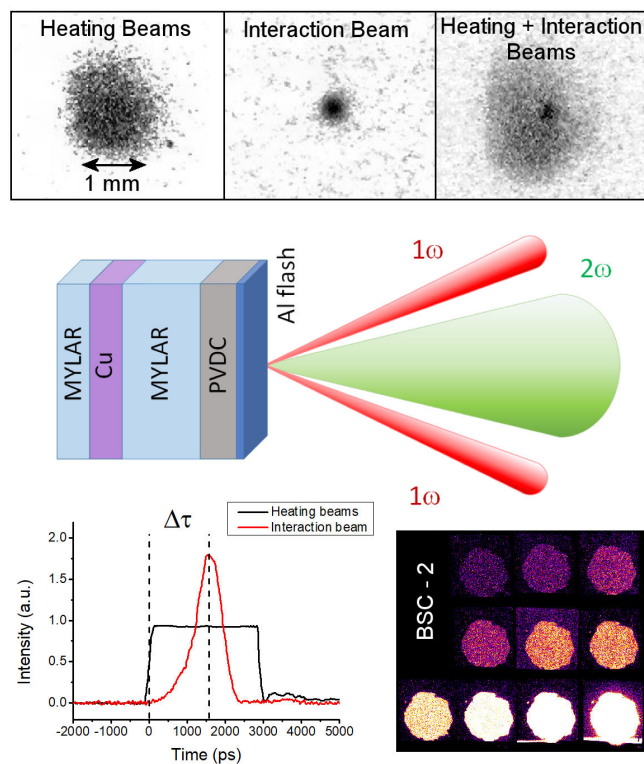 Heating Beams
Interaction Beam
Heating + Interaction
Beams
1 mm
1ω
2ω
Al flash
MYLAR
Cu
MYLAR
PVDC
1ω
Δτ
Heating beams
Interaction beam
2.0
1.5
1.0
0.5
0.0
Intensity (a.u.)
-2000 -1000 0 1000 2000 3000 4000 5000
Time (ps)
BSC - 2